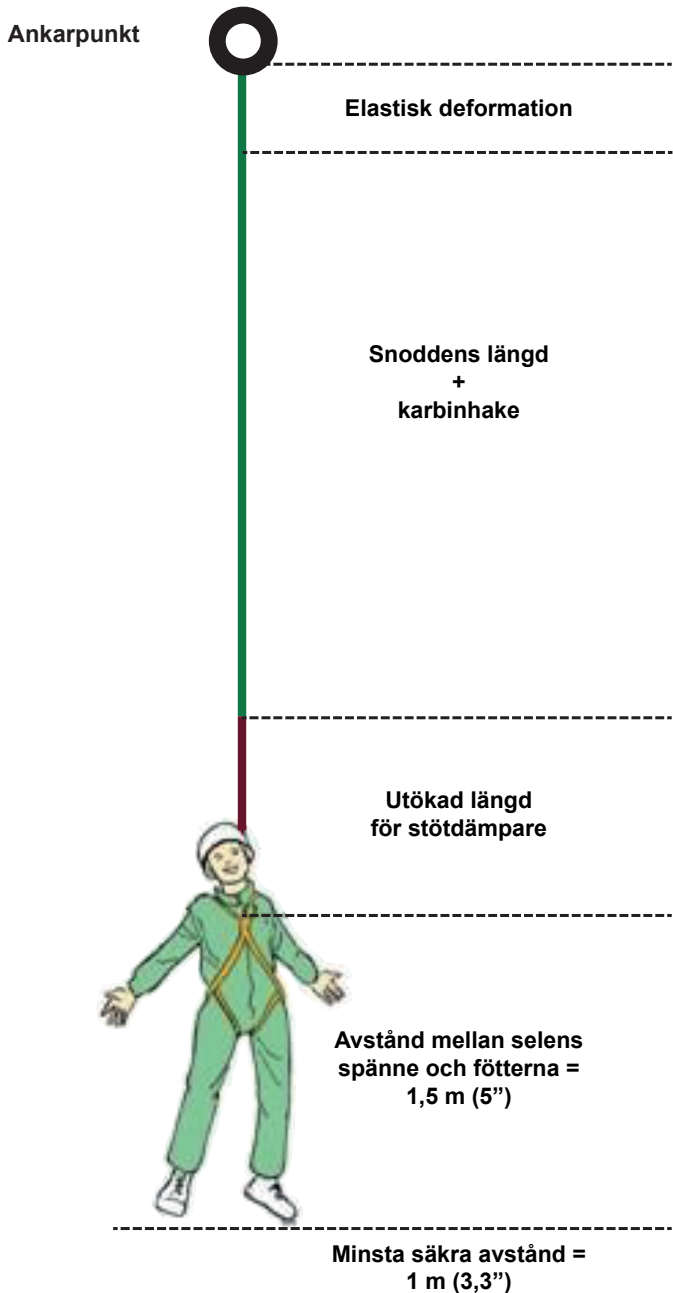 Ankarpunkt
Elastisk deformation
Snoddens längd
+
karbinhake
Utökad längd
för stötdämpare
Avstånd mellan selens
spänne och fötterna =
1,5 m (5”)
Minsta säkra avstånd =
1 m (3,3”)